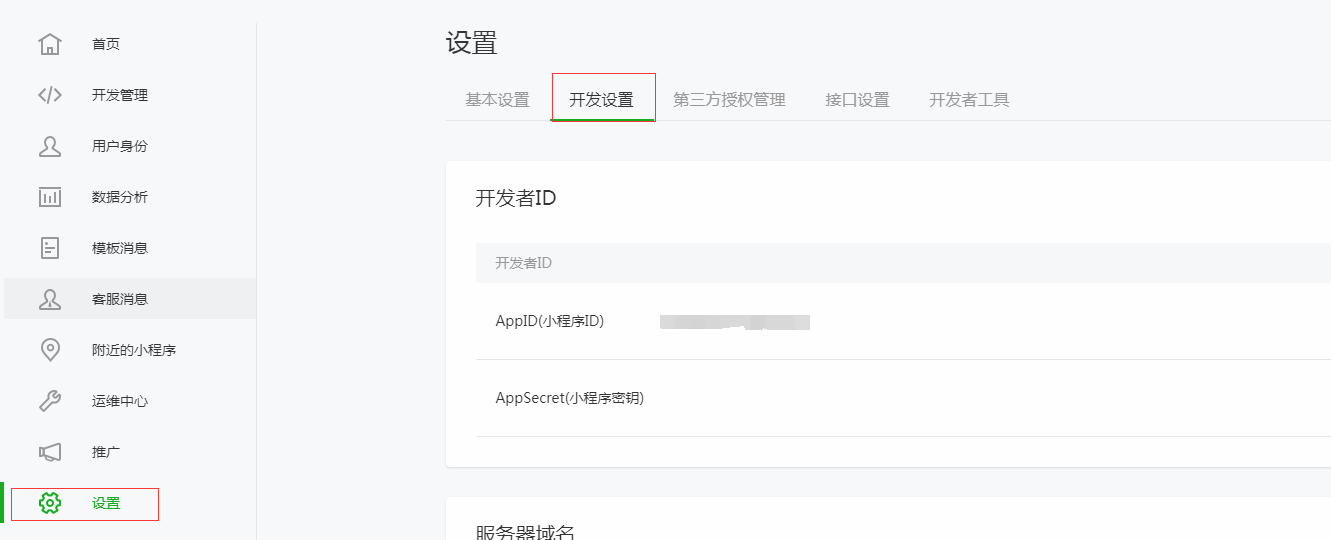 首页
开发管理
用户身份
数据分析
模板消息
客服消息
附近的小程序
运维中心
推广
设置
设置
基本设置 开发设置 第三方授权管理 接口设置 开发者工具
开发者ID
开发者ID
AppID(小程序ID)
AppSecret(小程序密钥)
服务器域名